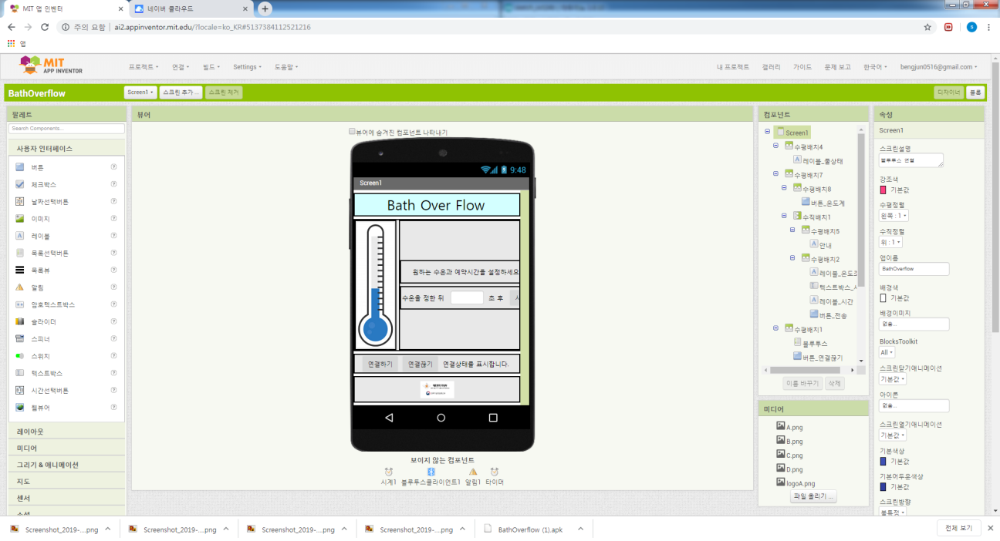 MIT 앱 인벤터
네이버 클라우드
주의 요함
ai2.appinventor.mit.edu/?locale=ko_KR#5137384112521216
s
앱
MIT
APP INVENTOR
프로젝트
연결
빌드
Settings
도움말
내 프로젝트
갤러리
가이드
문제 보고
한국어
bengjun0516@gmail.com
BathOverflow
Screen1
스크린 추가 ...
스크린 제거
디자이너
블록
팔레트
Search Components...
사용자 인터페이스
버튼
체크박스
날짜선택버튼
이미지
레이블
목록선택버튼
목록뷰
알림
암호텍스트박스
슬라이더
스피너
스위치
텍스트박스
시간선택버튼
웹뷰어
레이아웃
미디어
그리기 & 애니메이션
지도
센서
소셜
뷰어
뷰어에 숨겨진 컴포넌트 나타내기
9:48
Screen1
Bath Over Flow
원하는 수온과 예약시간을 설정하세요
수온을 정한 뒤
초 후
연결하기
연결끊기
연결상태를 표시합니다.
보이지 않는 컴포넌트
시계1
블루투스클라이언트1
알림1
타이머
컴포넌트
Screen1
수평배치4
레이블_물상태
수평배치7
수평배치8
버튼_온도계
수직배치1
수평배치5
안내
수평배치2
레이블_온도조
텍스트박스_시
레이블_시간
버튼_전송
수평배치1
블루투스
버튼_연결끊기
이름 바꾸기
삭제
미디어
A.png
B.png
C.png
D.png
logoA.png
파일 올리기 ...
속성
Screen1
스크린설명
블루투스 연결
강조색
기본값
수평정렬
왼쪽 : 1
수직정렬
위 : 1
앱이름
BathOverflow
배경색
기본값
배경이미지
없음...
BlocksToolkit
All
스크린닫기애니메이션
기본값
아이콘
없음...
스크린열기애니메이션
기본값
기본색상
기본값
기본어두운색상
기본값
스크린방향
불특정
Screenshot_2019-....png
Screenshot_2019-....png
Screenshot_2019-....png
Screenshot_2019-....png
BathOverflow (1).apk
전체 보기